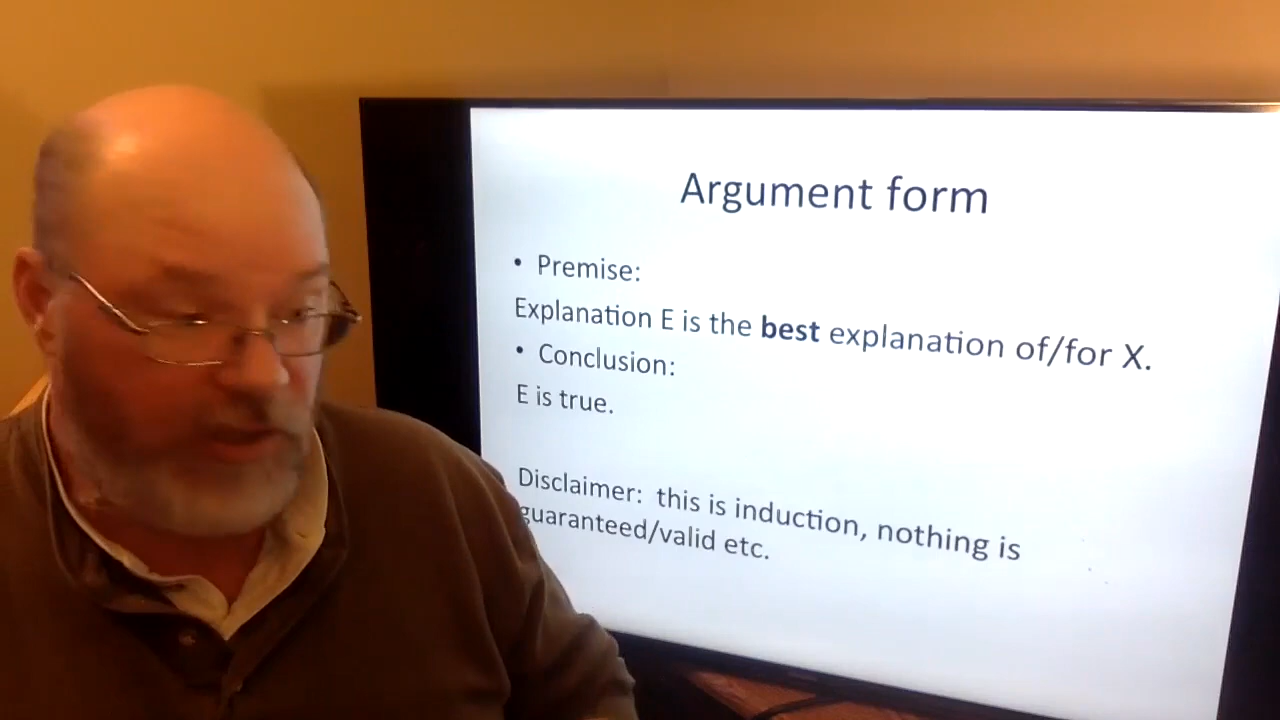 Argument form
• Premise:
Explanation E is the best explanation of/for X.
• Conclusion:
E is true.
Disclaimer: this is induction, nothing is
guaranteed/valid etc.